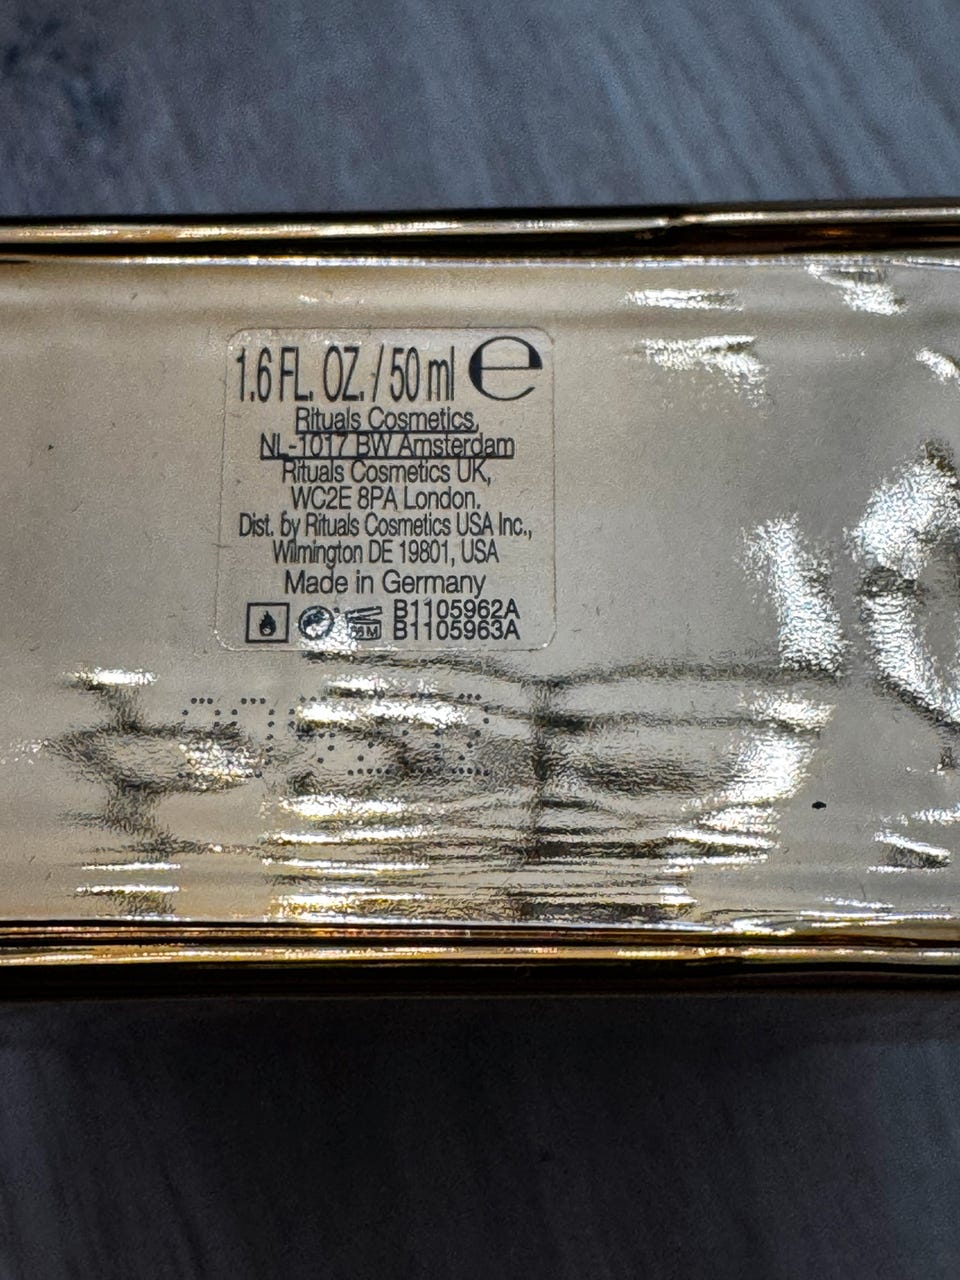 1.6 FL. OZ. / 50 ml ℮
Rituals Cosmetics,
NL-1017 BW Amsterdam
Rituals Cosmetics UK,
WC2E 8PA London.
Dist. by Rituals Cosmetics USA Inc.,
Wilmington DE 19801, USA
Made in Germany
B1105962A
B1105963A